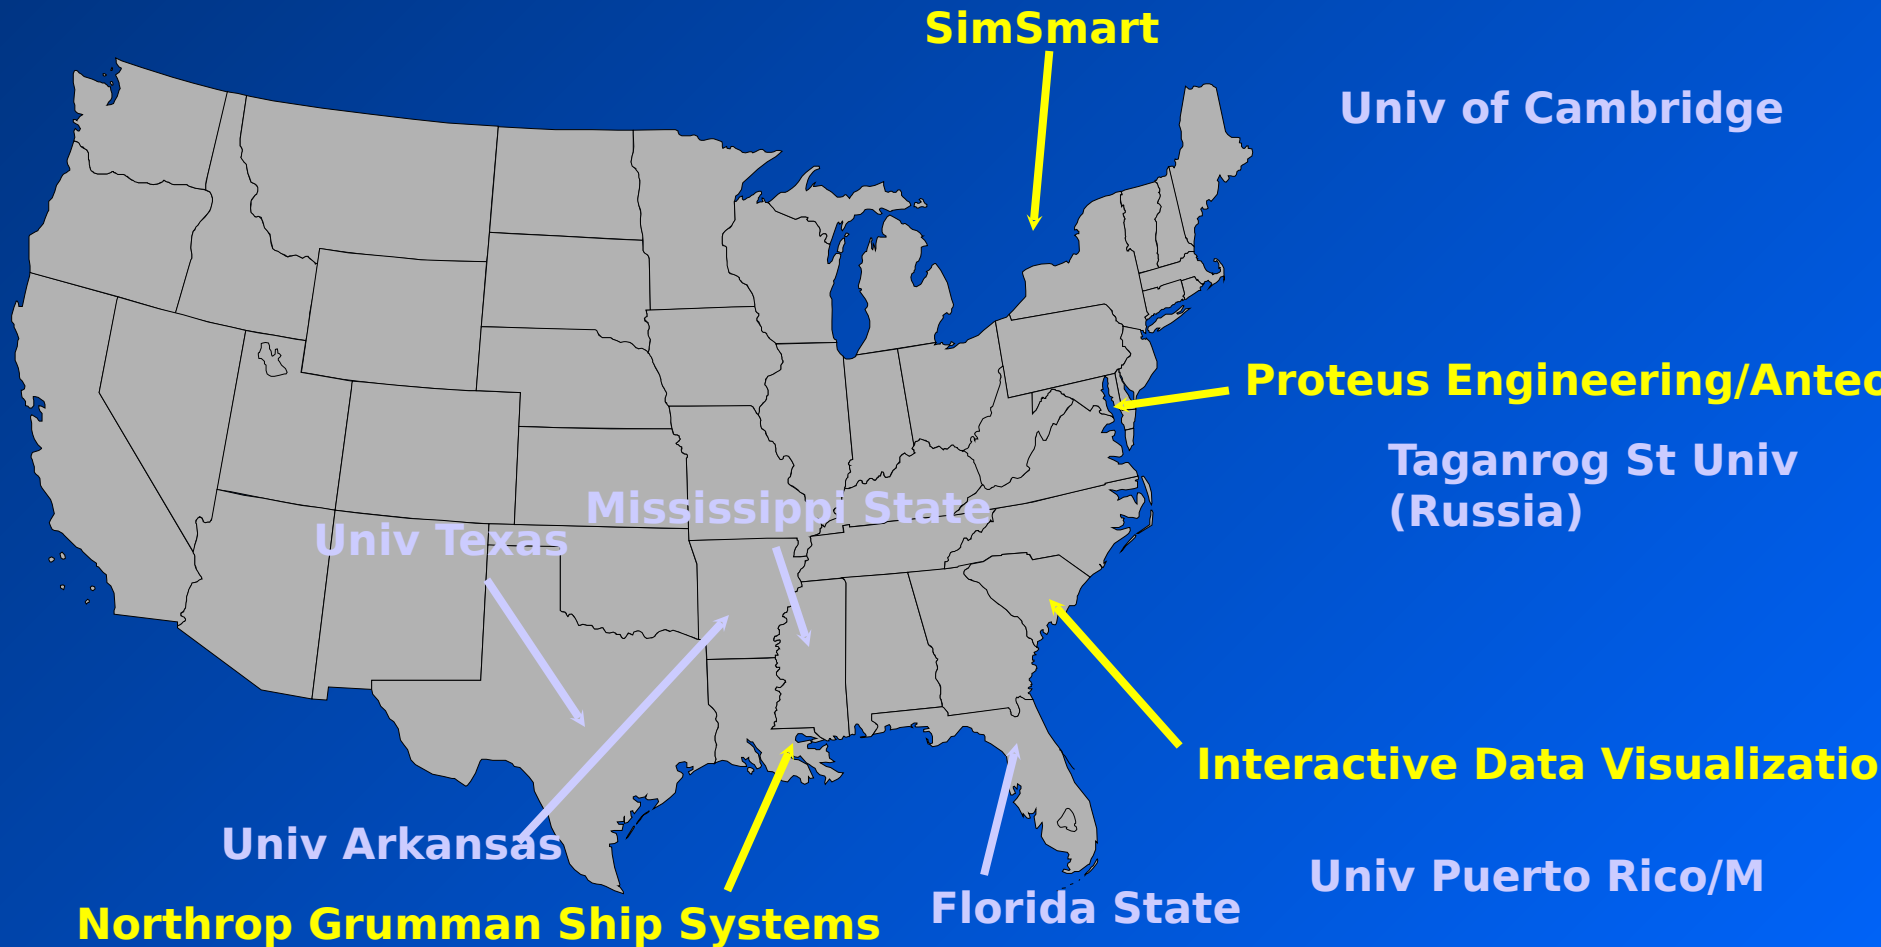 SimSmart
Univ of Cambridge
Proteus Engineering/Anteo
Taganrog St Univ
(Russia)
Mississippi State
Univ Texas
Interactive Data Visualizatio
Univ Arkansas
Univ Puerto Rico/M
Florida State
Northrop Grumman Ship Systems